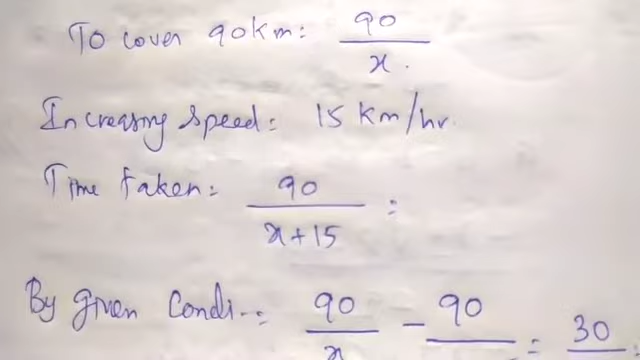 To cover 90km: 90/x.
Increasing speed: 15 km/hr.
Time taken: 90/x+15 :
By given Condi-: 90/x - 90/ = 30/